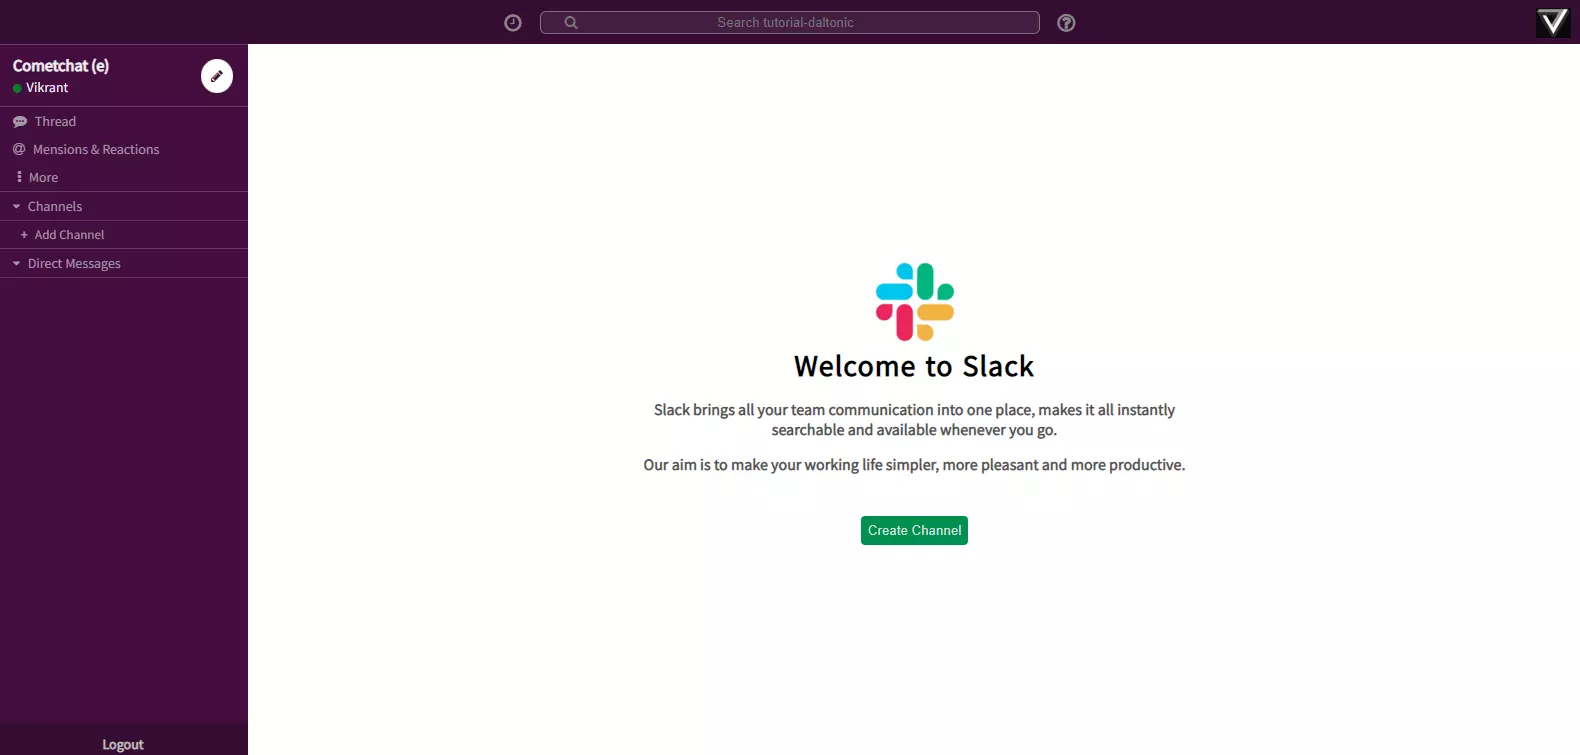 Search tutorial-daltonic
Cometchat (e)
Vikrant
Thread
Mensions & Reactions
More
Channels
+ Add Channel
Direct Messages
Logout
Welcome to Slack
Slack brings all your team communication into one place, makes it all instantly
searchable and available whenever you go.
Our aim is to make your working life simpler, more pleasant and more productive.
Create Channel